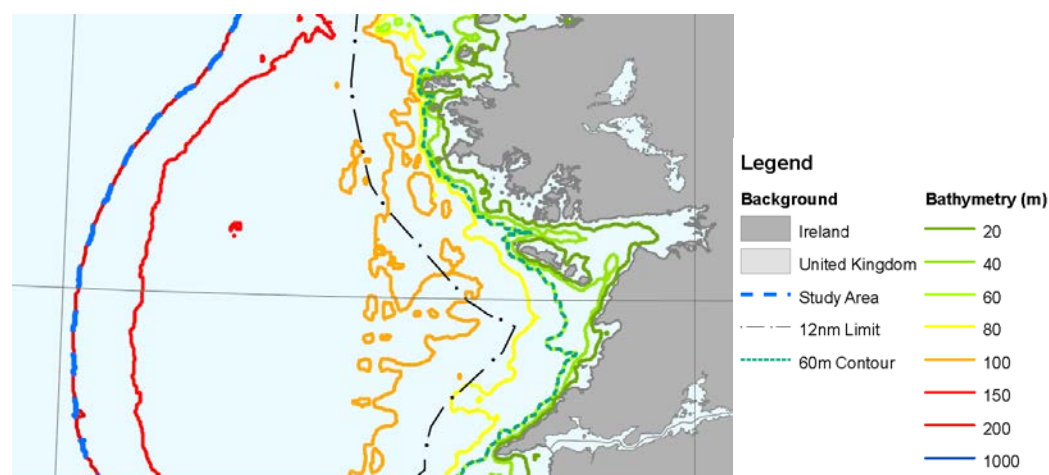 Legend
Background
Ireland
United Kingdom
Study Area
12nm Limit
60m Contour
Bathymetry (m)
20
40
60
80
100
150
200
1000